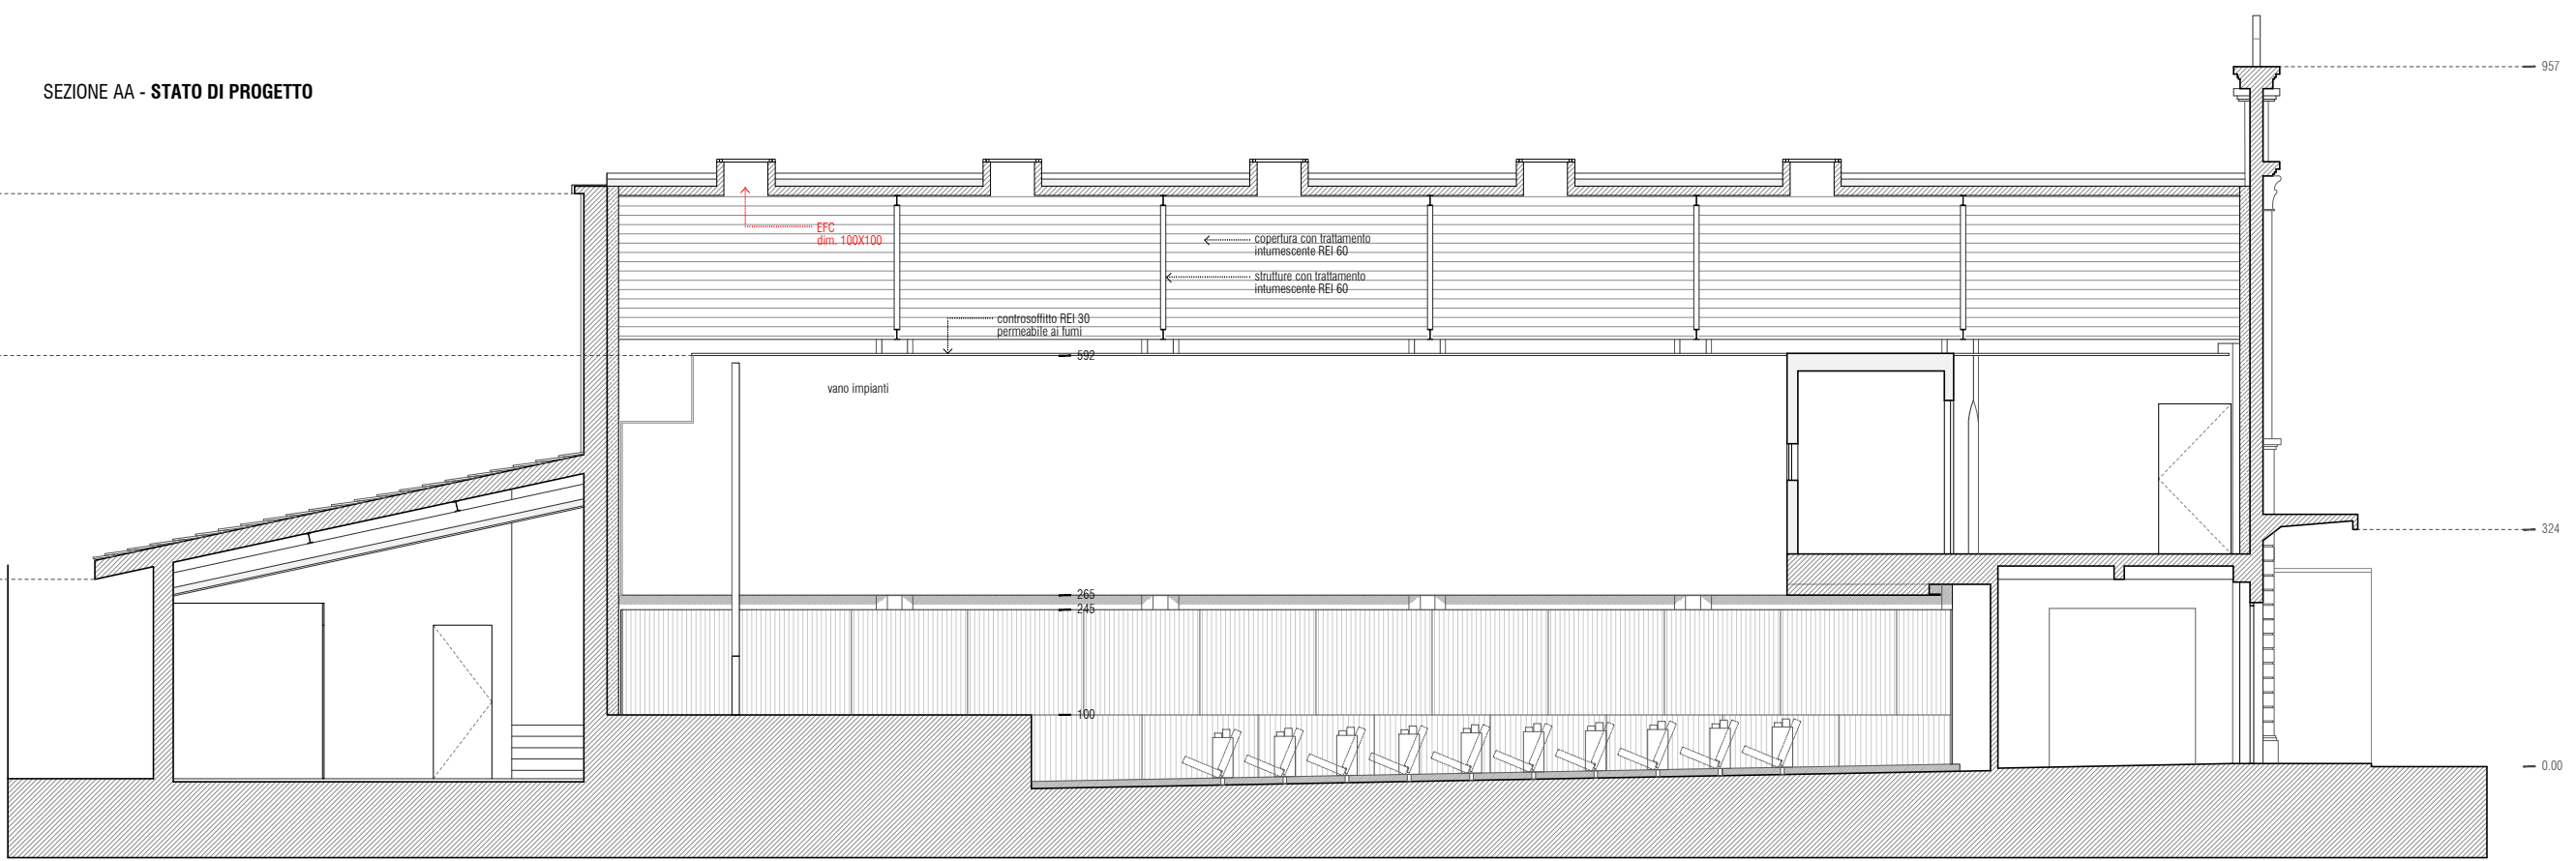 957
SEZIONE AA - STATO DI PROGETTO
EFC
dim. 100X100
copertura con trattamento
intumescente REI 60
strutture con trattamento
intumescente REI 60
controsoffitto REI 30
permeabile ai fumi
592
vano impianti
324
265
245
100
0.00